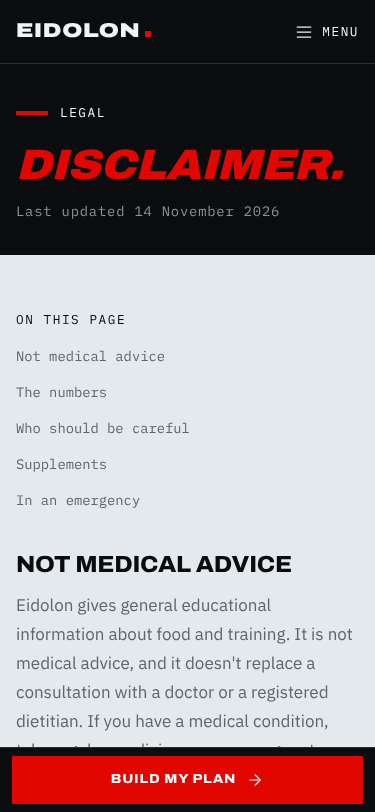 EIDOLON.
MENU
LEGAL
DISCLAIMER.
Last updated 14 November 2026
ON THIS PAGE
Not medical advice
The numbers
Who should be careful
Supplements
In an emergency
NOT MEDICAL ADVICE
Eidolon gives general educational
information about food and training. It is not
medical advice, and it doesn't replace a
consultation with a doctor or a registered
dietitian. If you have a medical condition,
BUILD MY PLAN